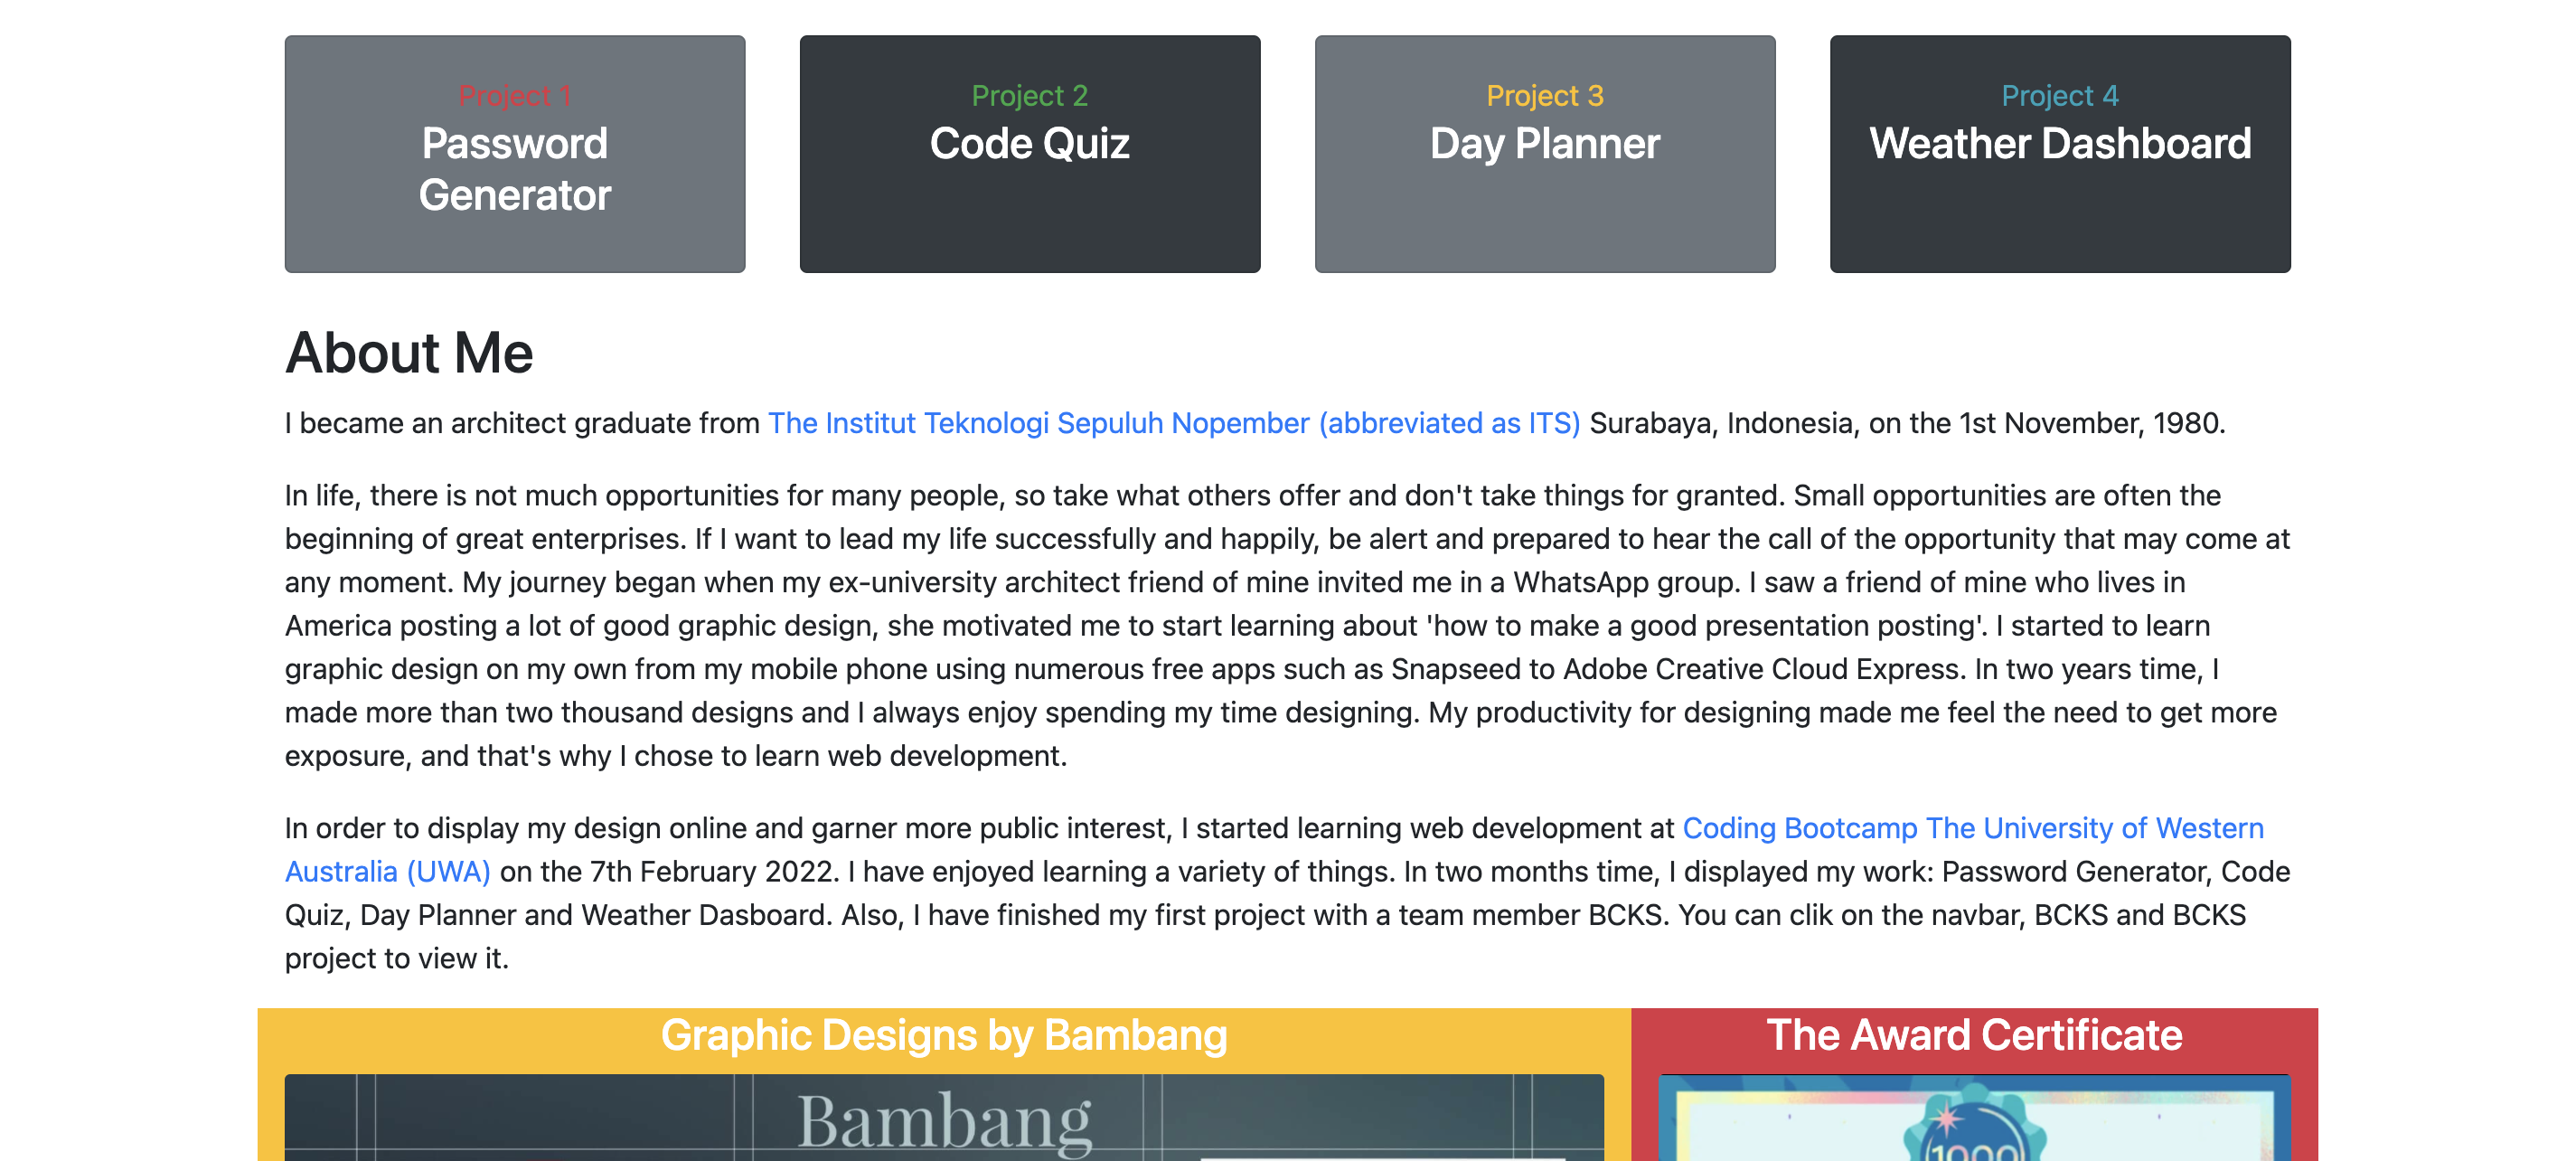 Project 1
Password
Generator
Project 2
Code Quiz
Project 3
Day Planner
Project 4
Weather Dashboard
About Me
I became an architect graduate from The Institut Teknologi Sepuluh Nopember (abbreviated as ITS) Surabaya, Indonesia, on the 1st November, 1980.
In life, there is not much opportunities for many people, so take what others offer and don't take things for granted. Small opportunities are often the
beginning of great enterprises. If I want to lead my life successfully and happily, be alert and prepared to hear the call of the opportunity that may come at
any moment. My journey began when my ex-university architect friend of mine invited me in a WhatsApp group. I saw a friend of mine who lives in
America posting a lot of good graphic design, she motivated me to start learning about 'how to make a good presentation posting'. I started to learn
graphic design on my own from my mobile phone using numerous free apps such as Snapseed to Adobe Creative Cloud Express. In two years time, I
made more than two thousand designs and I always enjoy spending my time designing. My productivity for designing made me feel the need to get more
exposure, and that's why I chose to learn web development.
In order to display my design online and garner more public interest, I started learning web development at Coding Bootcamp The University of Western
Australia (UWA) on the 7th February 2022. I have enjoyed learning a variety of things. In two months time, I displayed my work: Password Generator, Code
Quiz, Day Planner and Weather Dasboard. Also, I have finished my first project with a team member BCKS. You can clik on the navbar, BCKS and BCKS
project to view it.
Graphic Designs by Bambang
The Award Certificate
Bambang
1000